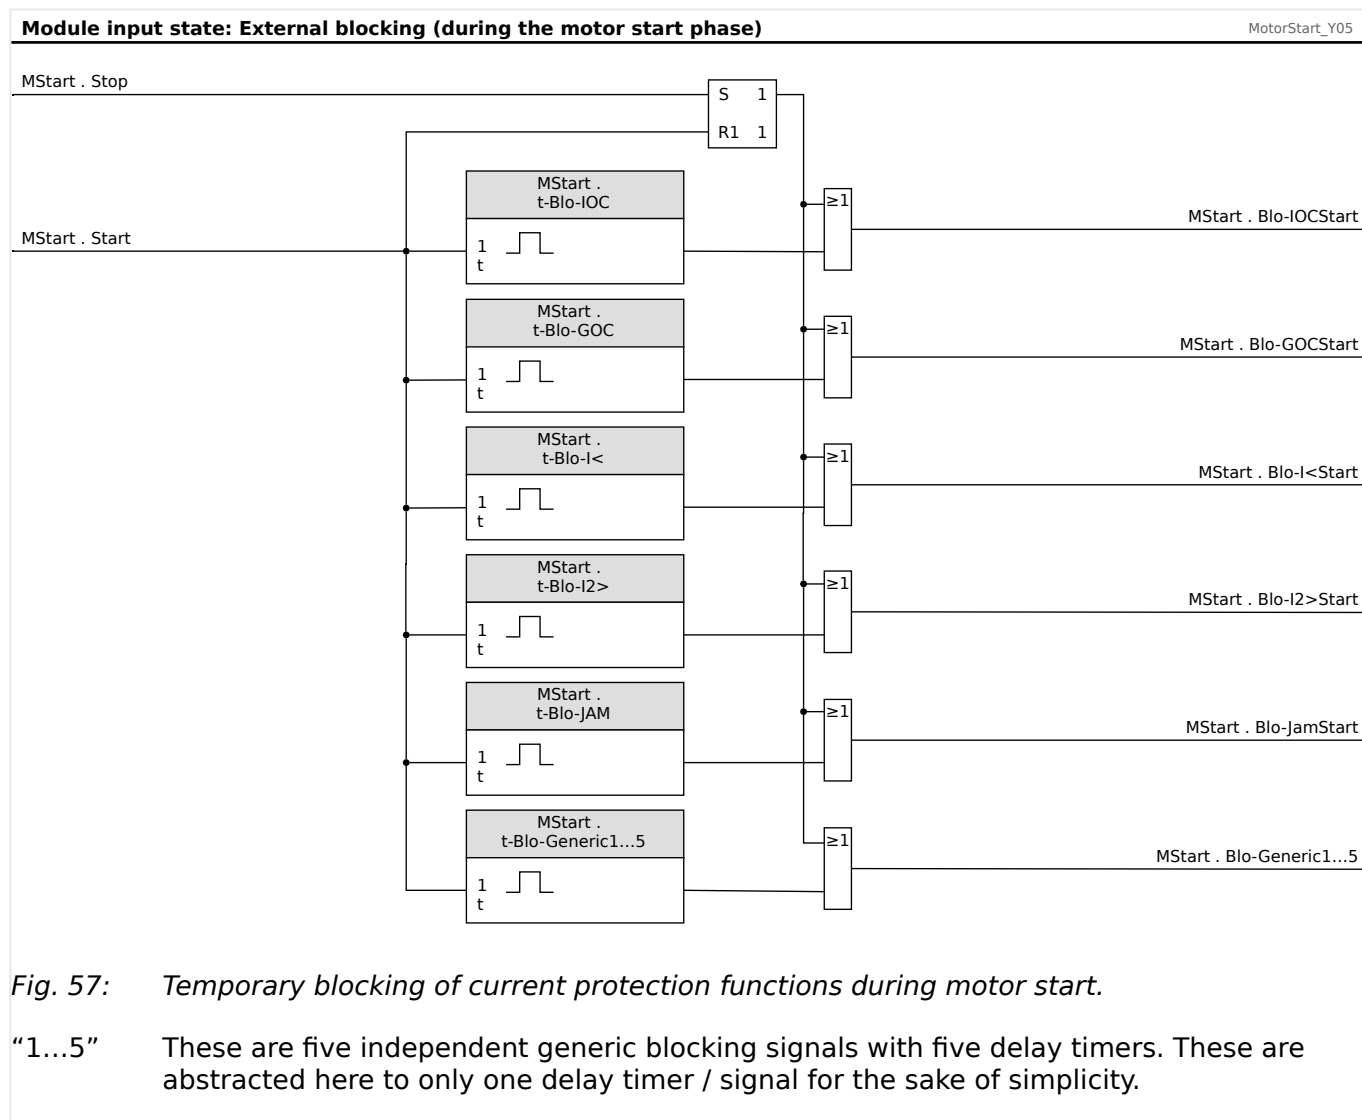 Module input state: External blocking (during the motor start phase)
MotorStart_Y05
MStart . Stop
S 1
R1 1
MStart .
t-Blo-IOC
≥1
MStart . Blo-IOCStart
MStart . Start
1
t
MStart .
t-Blo-GOC
≥1
MStart . Blo-GOCStart
1
t
MStart .
t-Blo-I<
≥1
MStart . Blo-I<Start
1
t
MStart .
t-Blo-I2>
≥1
MStart . Blo-I2>Start
1
t
MStart .
t-Blo-JAM
≥1
MStart . Blo-JamStart
1
t
MStart .
t-Blo-Generic1...5
≥1
MStart . Blo-Generic1...5
1
t
Fig. 57: Temporary blocking of current protection functions during motor start.
“1...5” These are five independent generic blocking signals with five delay timers. These are
abstracted here to only one delay timer / signal for the sake of simplicity.